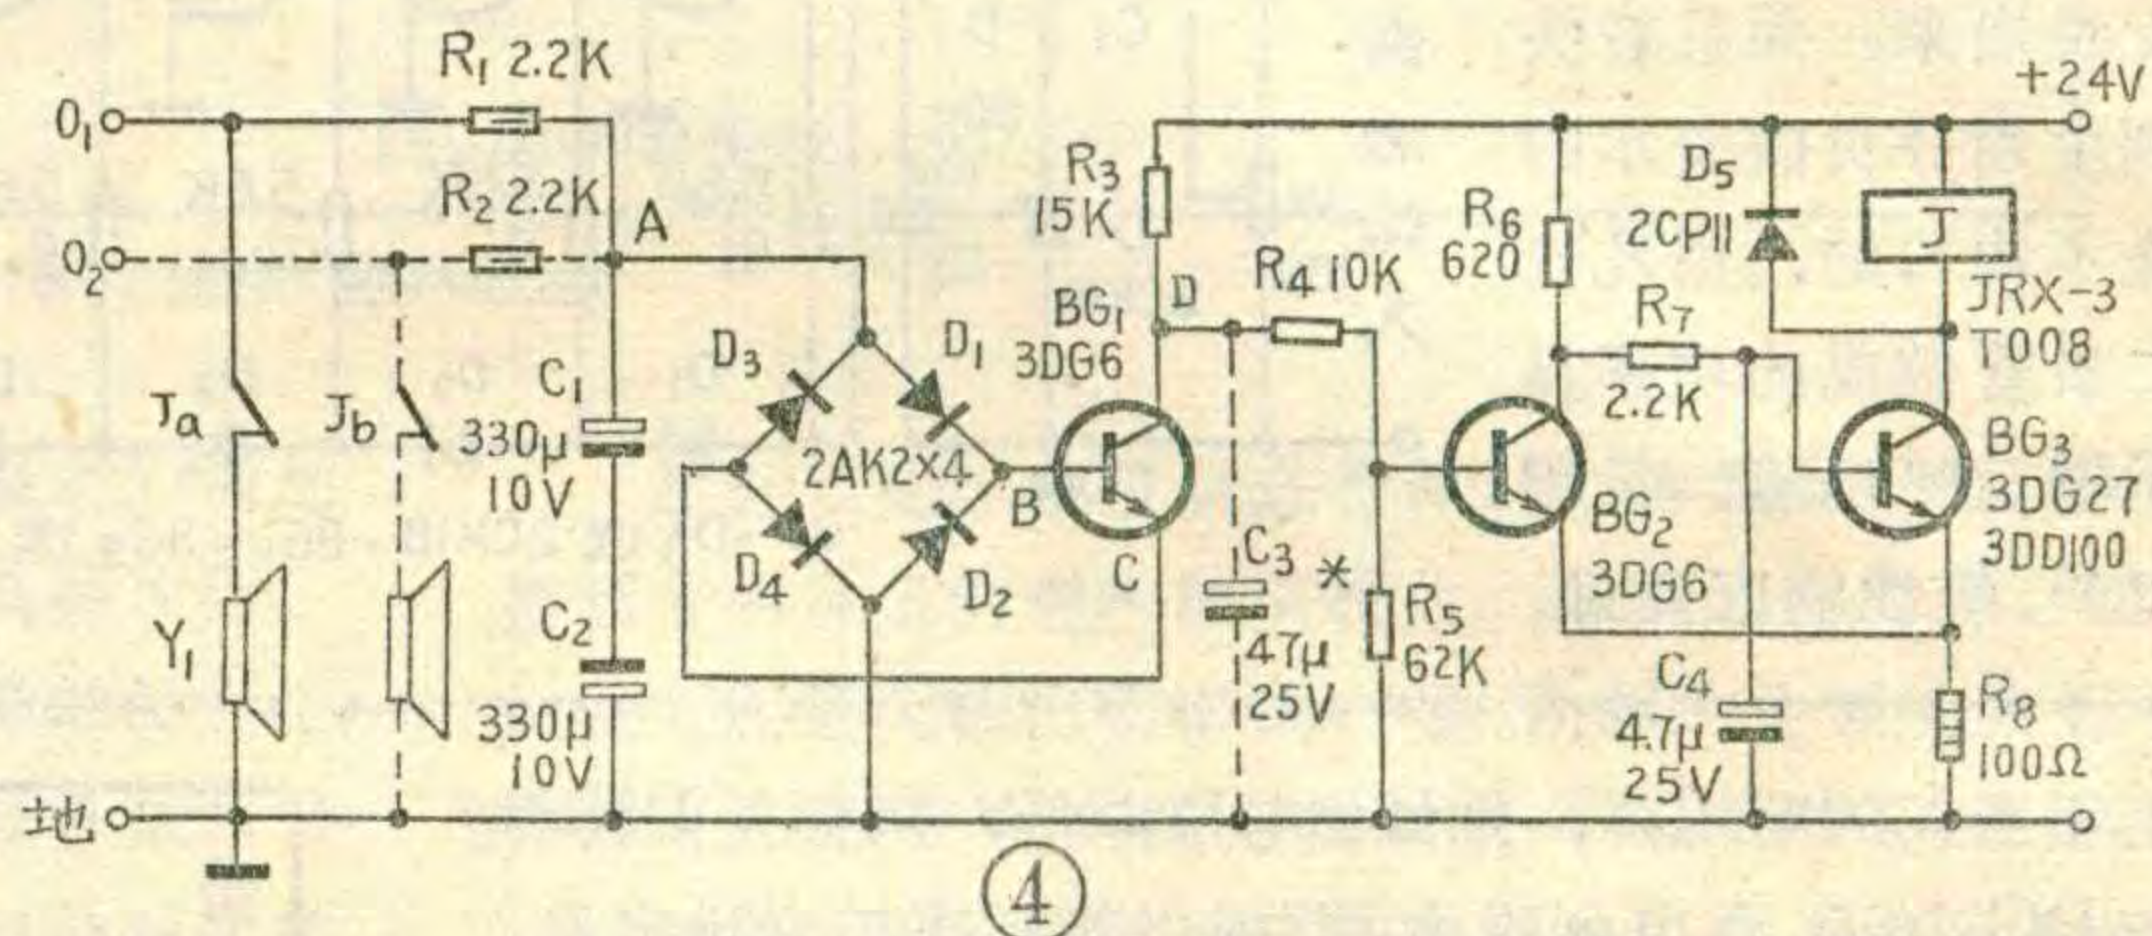 R₁ 2.2K
+24V
O₁
R₂ 2.2K
A
O₂
R₃
15K
D₅
2CP11
R₆
620
J
D
R₄ 10K
JRX-3
T008
BG₁
3DG6
R₇
2.2K
D₃
D₁
Ja
Jb
C₁
330μ
10V
2AK2×4
B
BG₃
3DG27
3DD100
BG₂
3DG6
D₄
D₂
C
C₃
47μ
25V
*
R₅
62K
Y₁
C₂
330μ
10V
C₄
4.7μ
25V
R₈
100Ω
地
4